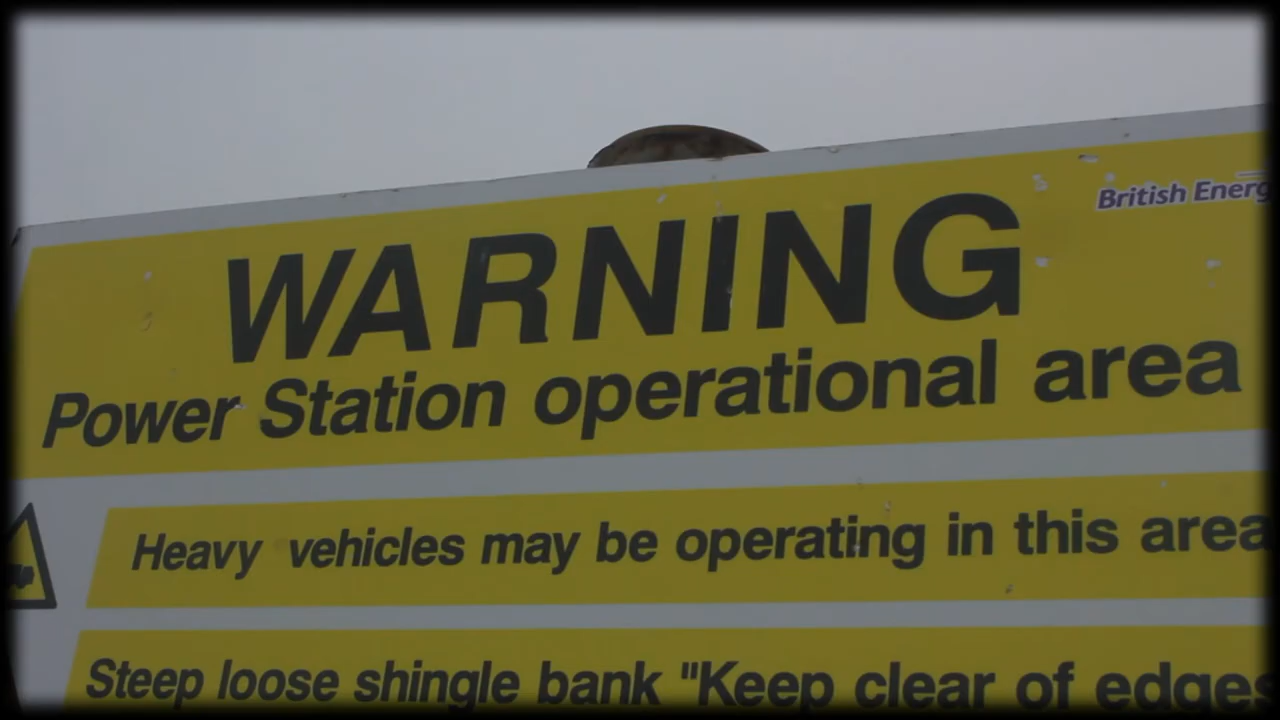 British Energ
WARNING
Power Station operational area
Heavy vehicles may be operating in this area
Steep loose shingle bank "Keep clear of edges